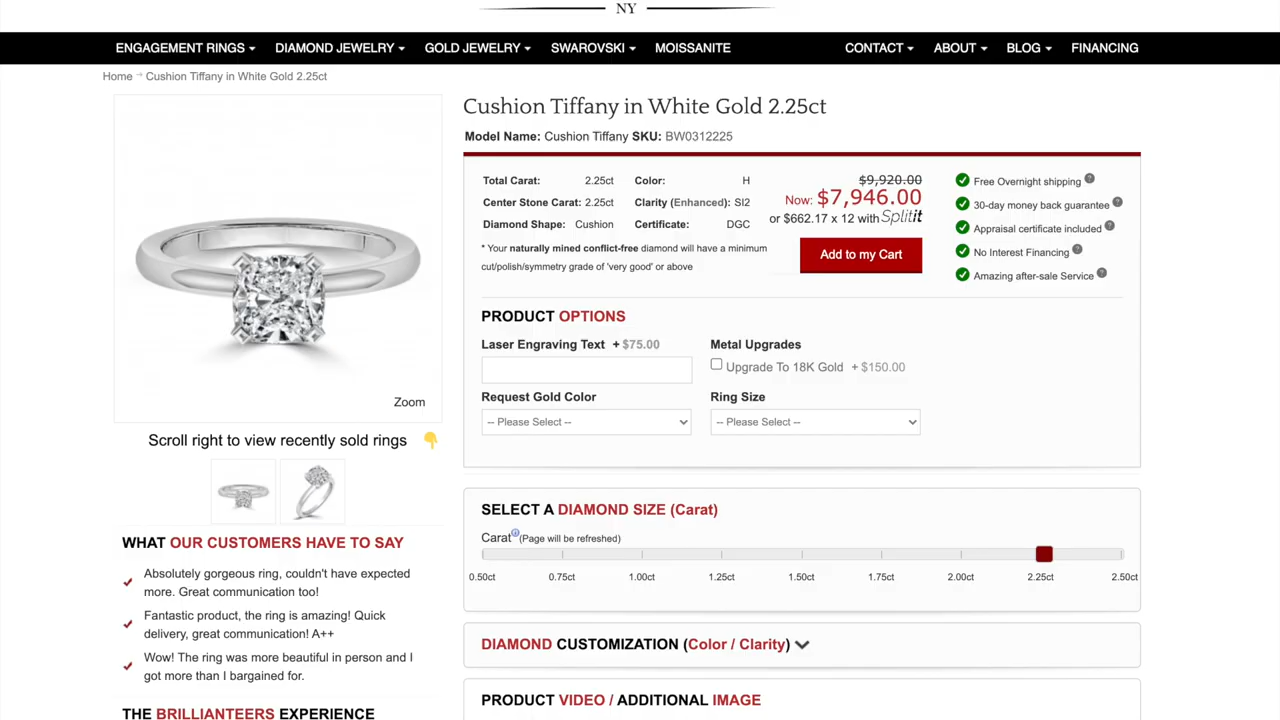 NY
ENGAGEMENT RINGS DIAMOND JEWELRY GOLD JEWELRY SWAROVSKI MOISSANITE CONTACT ABOUT BLOG FINANCING
Home → Cushion Tiffany in White Gold 2.25ct
Cushion Tiffany in White Gold 2.25ct
Model Name: Cushion Tiffany SKU: BW0312225
Total Carat: 2.25ct Color: H
Center Stone Carat: 2.25ct Clarity (Enhanced): SI2
Diamond Shape: Cushion Certificate: DGC
* Your naturally mined conflict-free diamond will have a minimum
cut/polish/symmetry grade of 'very good' or above
$9,920.00
Now: $7,946.00
or $662.17 x 12 with Splitit
Add to my Cart
Free Overnight shipping ?
30-day money back guarantee ?
Appraisal certificate included ?
No Interest Financing ?
Amazing after-sale Service ?
PRODUCT OPTIONS
Laser Engraving Text + $75.00
Metal Upgrades
Upgrade To 18K Gold + $150.00
Request Gold Color
-- Please Select --
Ring Size
-- Please Select --
Zoom
Scroll right to view recently sold rings
WHAT OUR CUSTOMERS HAVE TO SAY
Absolutely gorgeous ring, couldn't have expected
more. Great communication too!
Fantastic product, the ring is amazing! Quick
delivery, great communication! A++
Wow! The ring was more beautiful in person and I
got more than I bargained for.
THE BRILLIANTEERS EXPERIENCE
SELECT A DIAMOND SIZE (Carat)
Carat (Page will be refreshed)
0.50ct 0.75ct 1.00ct 1.25ct 1.50ct 1.75ct 2.00ct 2.25ct 2.50ct
DIAMOND CUSTOMIZATION (Color / Clarity)
PRODUCT VIDEO / ADDITIONAL IMAGE